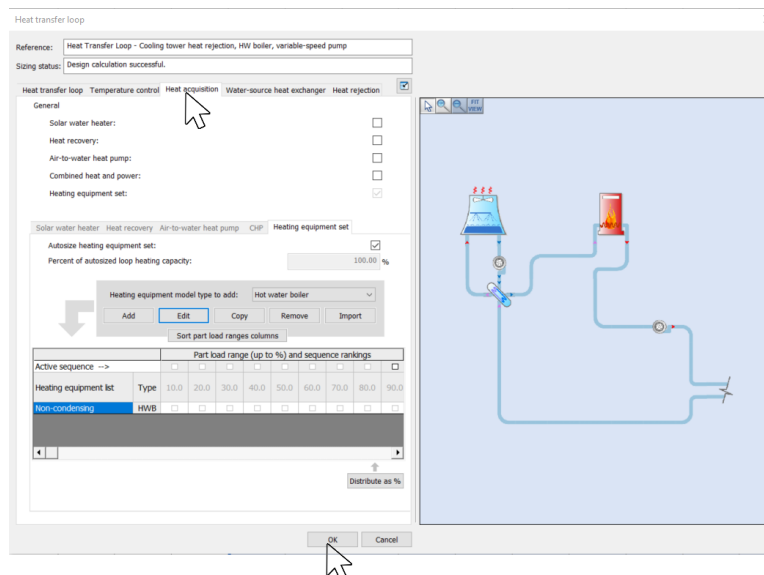 Heat transfer loop
Reference: Heat Transfer Loop - Cooling tower heat rejection, HW boiler, variable-speed pump
Sizing status: Design calculation successful.
Heat transfer loop Temperature control Heat acquisition Water-source heat exchanger Heat rejection
FIT VIEW
General
Solar water heater:
Heat recovery:
Air-to-water heat pump:
Combined heat and power:
Heating equipment set:
Solar water heater Heat recovery Air-to-water heat pump CHP Heating equipment set
Autosize heating equipment set:
Percent of autosized loop heating capacity: 100.00 %
Heating equipment model type to add: Hot water boiler
Add Edit Copy Remove Import
Sort part load ranges columns
Part load range (up to %) and sequence rankings
Active sequence -->
Heating equipment list Type 10.0 20.0 30.0 40.0 50.0 60.0 70.0 80.0 90.0
Non-condensing HWB
Distribute as %
OK Cancel